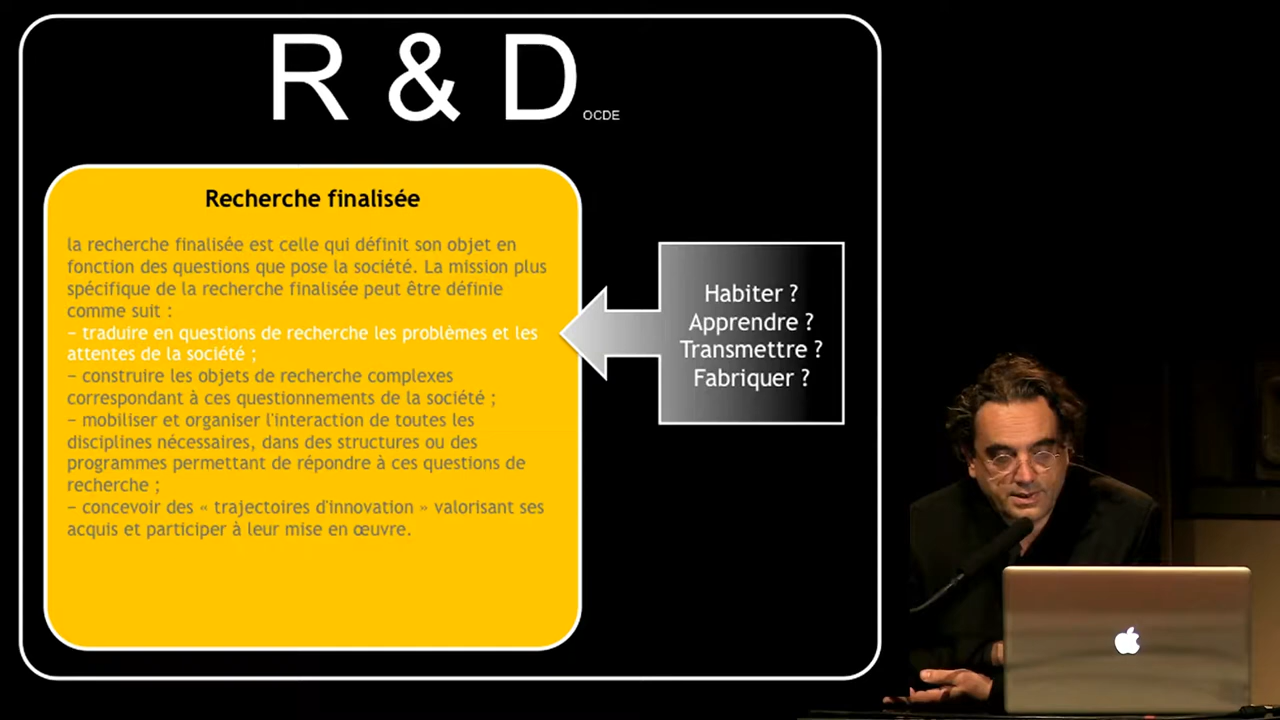 R & D OCDE
Recherche finalisée
la recherche finalisée est celle qui définit son objet en
fonction des questions que pose la société. La mission plus
spécifique de la recherche finalisée peut être définie
comme suit :
− traduire en questions de recherche les problèmes et les
attentes de la société ;
− construire les objets de recherche complexes
correspondant à ces questionnements de la société ;
− mobiliser et organiser l'interaction de toutes les
disciplines nécessaires, dans des structures ou des
programmes permettant de répondre à ces questions de
recherche ;
− concevoir des « trajectoires d'innovation » valorisant ses
acquis et participer à leur mise en œuvre.
Habiter ?
Apprendre ?
Transmettre ?
Fabriquer ?